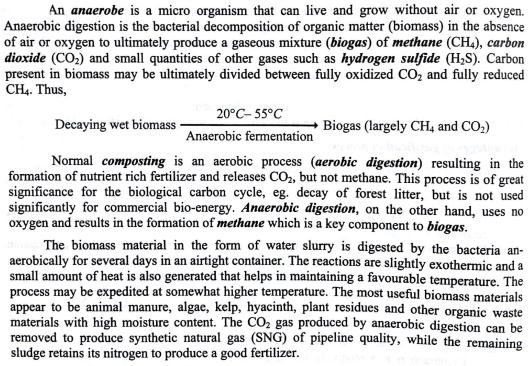 An anaerobe is a micro organism that can live and grow without air or oxygen.
Anaerobic digestion is the bacterial decomposition of organic matter (biomass) in the absence
of air or oxygen to ultimately produce a gaseous mixture (biogas) of methane (CH₄), carbon
dioxide (CO₂) and small quantities of other gases such as hydrogen sulfide (H₂S). Carbon
present in biomass may be ultimately divided between fully oxidized CO₂ and fully reduced
CH₄. Thus,
20°C– 55°C
Decaying wet biomass ⟶ Biogas (largely CH₄ and CO₂)
Anaerobic fermentation
Normal composting is an aerobic process (aerobic digestion) resulting in the
formation of nutrient rich fertilizer and releases CO₂, but not methane. This process is of great
significance for the biological carbon cycle, eg. decay of forest litter, but is not used
significantly for commercial bio-energy. Anaerobic digestion, on the other hand, uses no
oxygen and results in the formation of methane which is a key component to biogas.
The biomass material in the form of water slurry is digested by the bacteria an-
aerobically for several days in an airtight container. The reactions are slightly exothermic and a
small amount of heat is also generated that helps in maintaining a favourable temperature. The
process may be expedited at somewhat higher temperature. The most useful biomass materials
appear to be animal manure, algae, kelp, hyacinth, plant residues and other organic waste
materials with high moisture content. The CO₂ gas produced by anaerobic digestion can be
removed to produce synthetic natural gas (SNG) of pipeline quality, while the remaining
sludge retains its nitrogen to produce a good fertilizer.